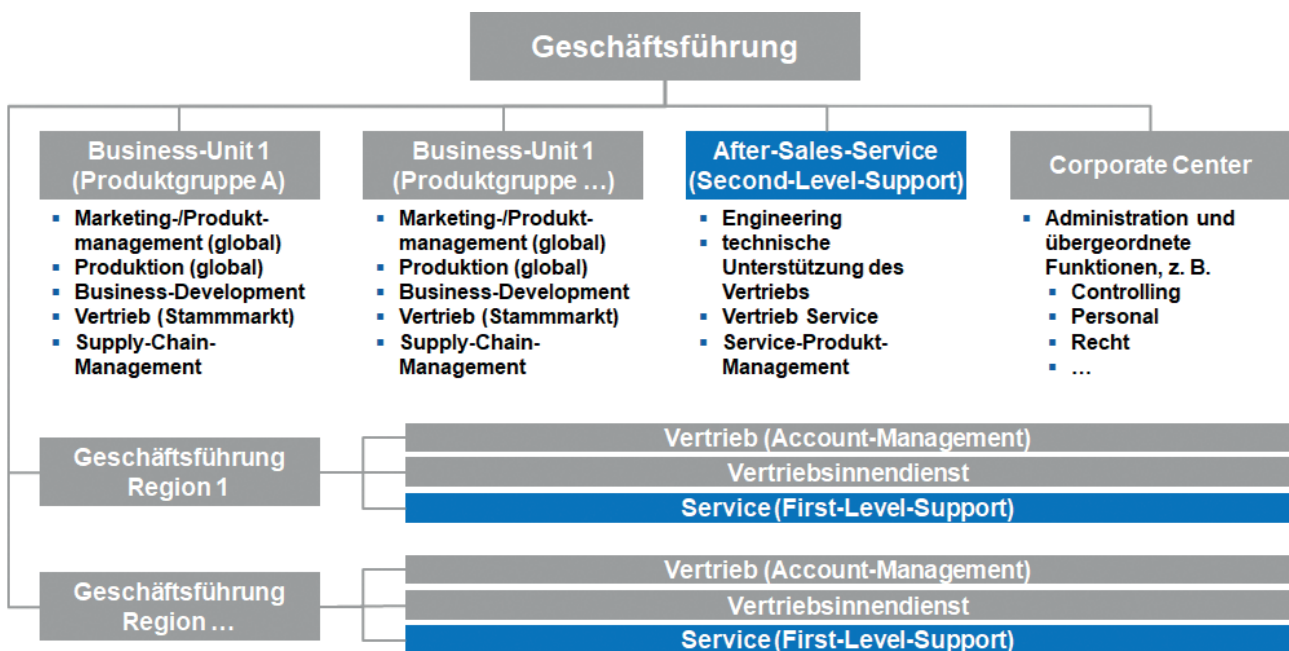 Geschäftsführung
Business-Unit 1
(Produktgruppe A)
Marketing-/Produkt-
management (global)
Produktion (global)
Business-Development
Vertrieb (Stammmarkt)
Supply-Chain-
Management
Business-Unit 1
(Produktgruppe …)
Marketing-/Produkt-
management (global)
Produktion (global)
Business-Development
Vertrieb (Stammmarkt)
Supply-Chain-
Management
After-Sales-Service
(Second-Level-Support)
Engineering
technische
Unterstützung des
Vertriebs
Vertrieb Service
Service-Produkt-
Management
Corporate Center
Administration und
übergeordnete
Funktionen, z. B.
Controlling
Personal
Recht
…
Geschäftsführung
Region 1
Vertrieb (Account-Management)
Vertriebsinnendienst
Service (First-Level-Support)
Geschäftsführung
Region …
Vertrieb (Account-Management)
Vertriebsinnendienst
Service (First-Level-Support)